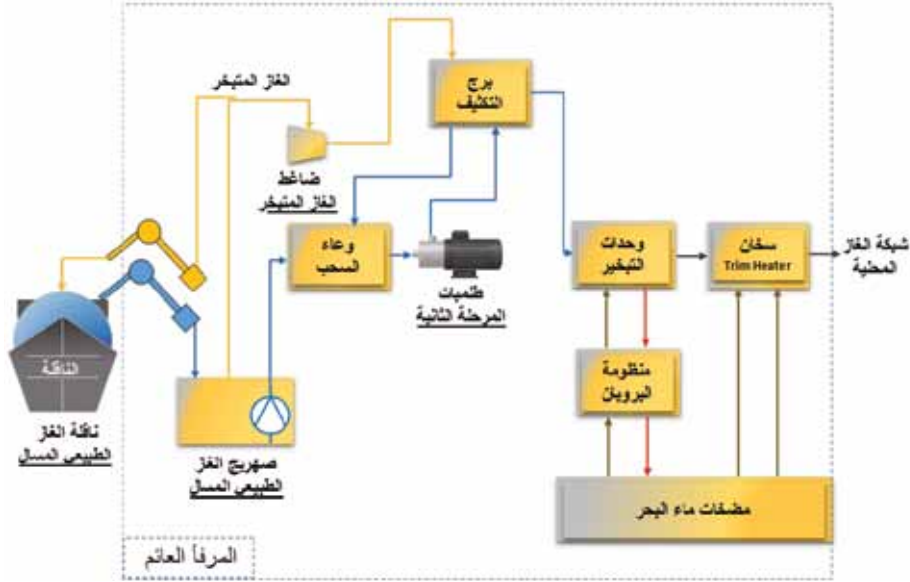 الغاز المتبخر
برج
التكثيف
ضاغط
الغاز المتبخر
وعاء
السحب
طلمبات
المرحلة الثانية
وحدات
التبخير
سخان
Trim Heater
شبكة الغاز
المحلية
منظومة
البروبان
الناقلة
ناقلة الغاز
الطبيعي المسال
صهريج الغاز
الطبيعي المسال
مضخات ماء البحر
المرفأ العائم